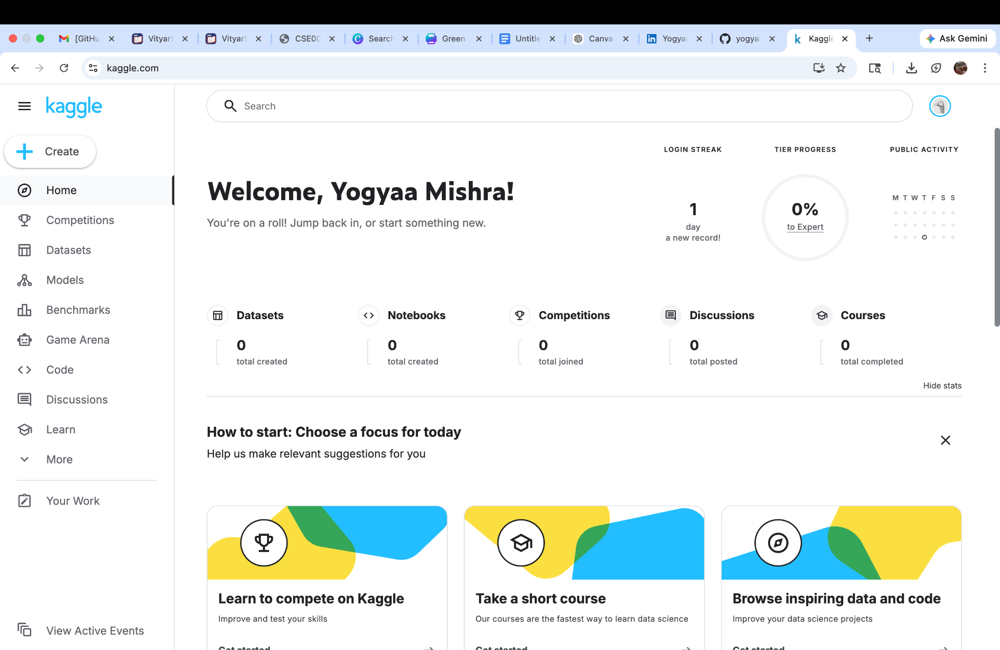 [GitHu
Vityart
Vityart
CSE00
Search
Green
Untitle
Canva
Yogyaa
yogyaa
Kaggle
Ask Gemini
kaggle.com
kaggle
Search
Create
Home
Competitions
Datasets
Models
Benchmarks
Game Arena
Code
Discussions
Learn
More
Your Work
View Active Events
Welcome, Yogyaa Mishra!
You're on a roll! Jump back in, or start something new.
LOGIN STREAK
1
day
a new record!
TIER PROGRESS
0%
to Expert
PUBLIC ACTIVITY
M T W T F S S
Datasets
0
total created
Notebooks
0
total created
Competitions
0
total joined
Discussions
0
total posted
Courses
0
total completed
Hide stats
How to start: Choose a focus for today
Help us make relevant suggestions for you
Learn to compete on Kaggle
Improve and test your skills
Get started
Take a short course
Our courses are the fastest way to learn data science
Get started
Browse inspiring data and code
Improve your data science projects
Get started